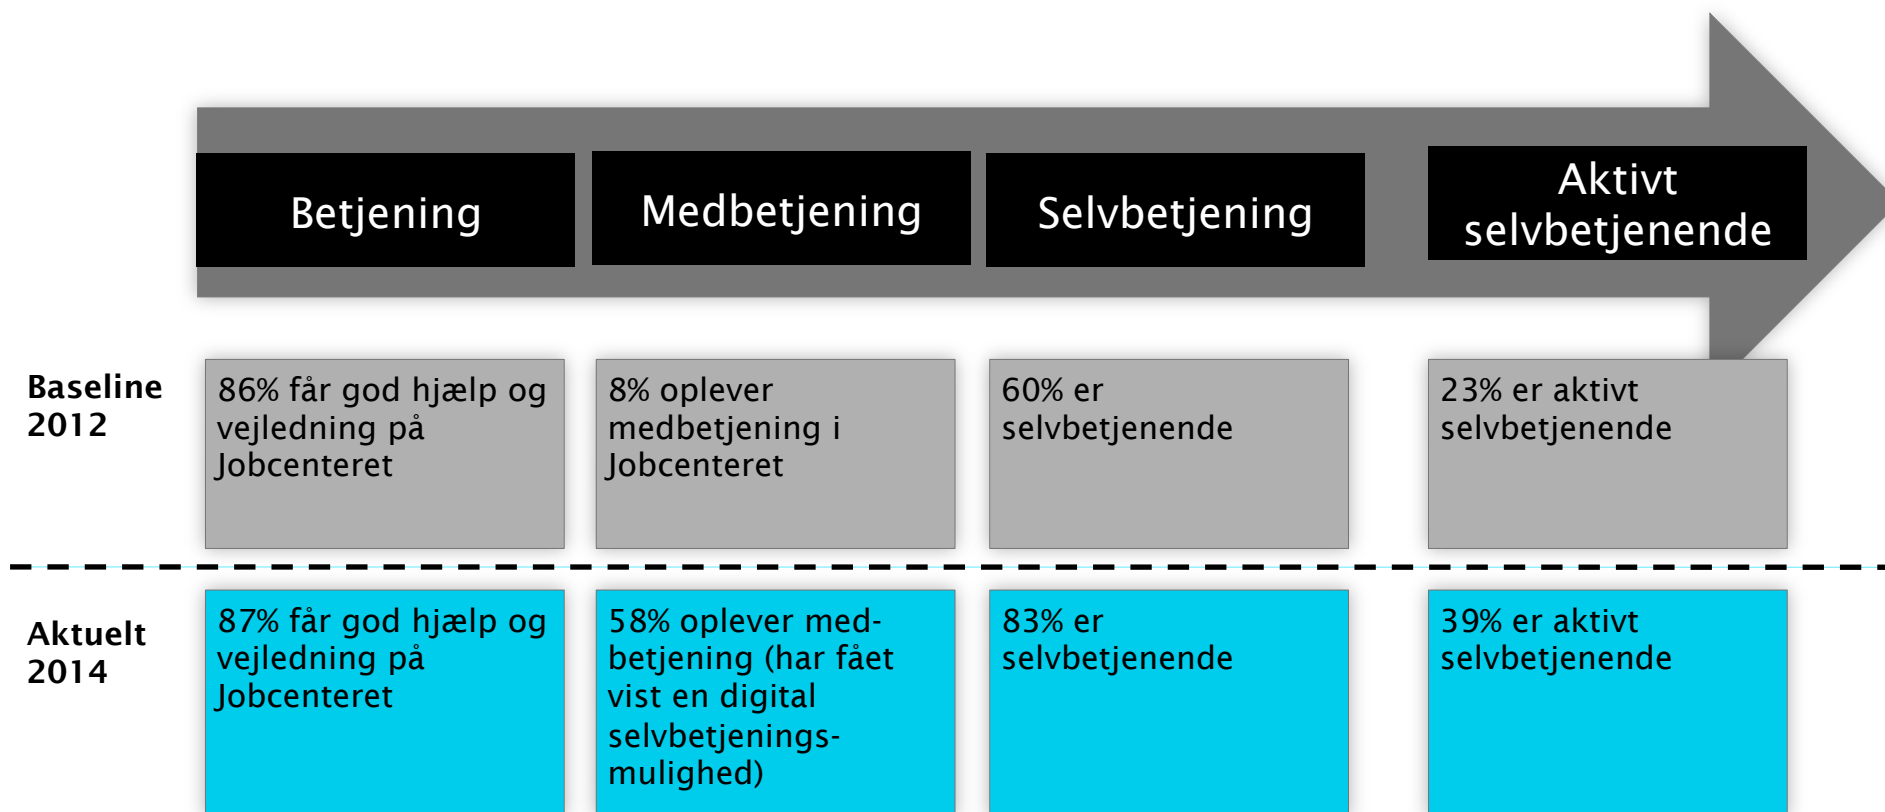 Betjening
Medbetjening
Selvbetjening
Aktivt
selvbetjenende
Baseline
2012
86% får god hjælp og
vejledning på
Jobcenteret
8% oplever
medbetjening i
Jobcenteret
60% er
selvbetjenende
23% er aktivt
selvbetjenende
Aktuelt
2014
87% får god hjælp og
vejledning på
Jobcenteret
58% oplever med-
betjening (har fået
vist en digital
selvbetjenings-
mulighed)
83% er
selvbetjenende
39% er aktivt
selvbetjenende